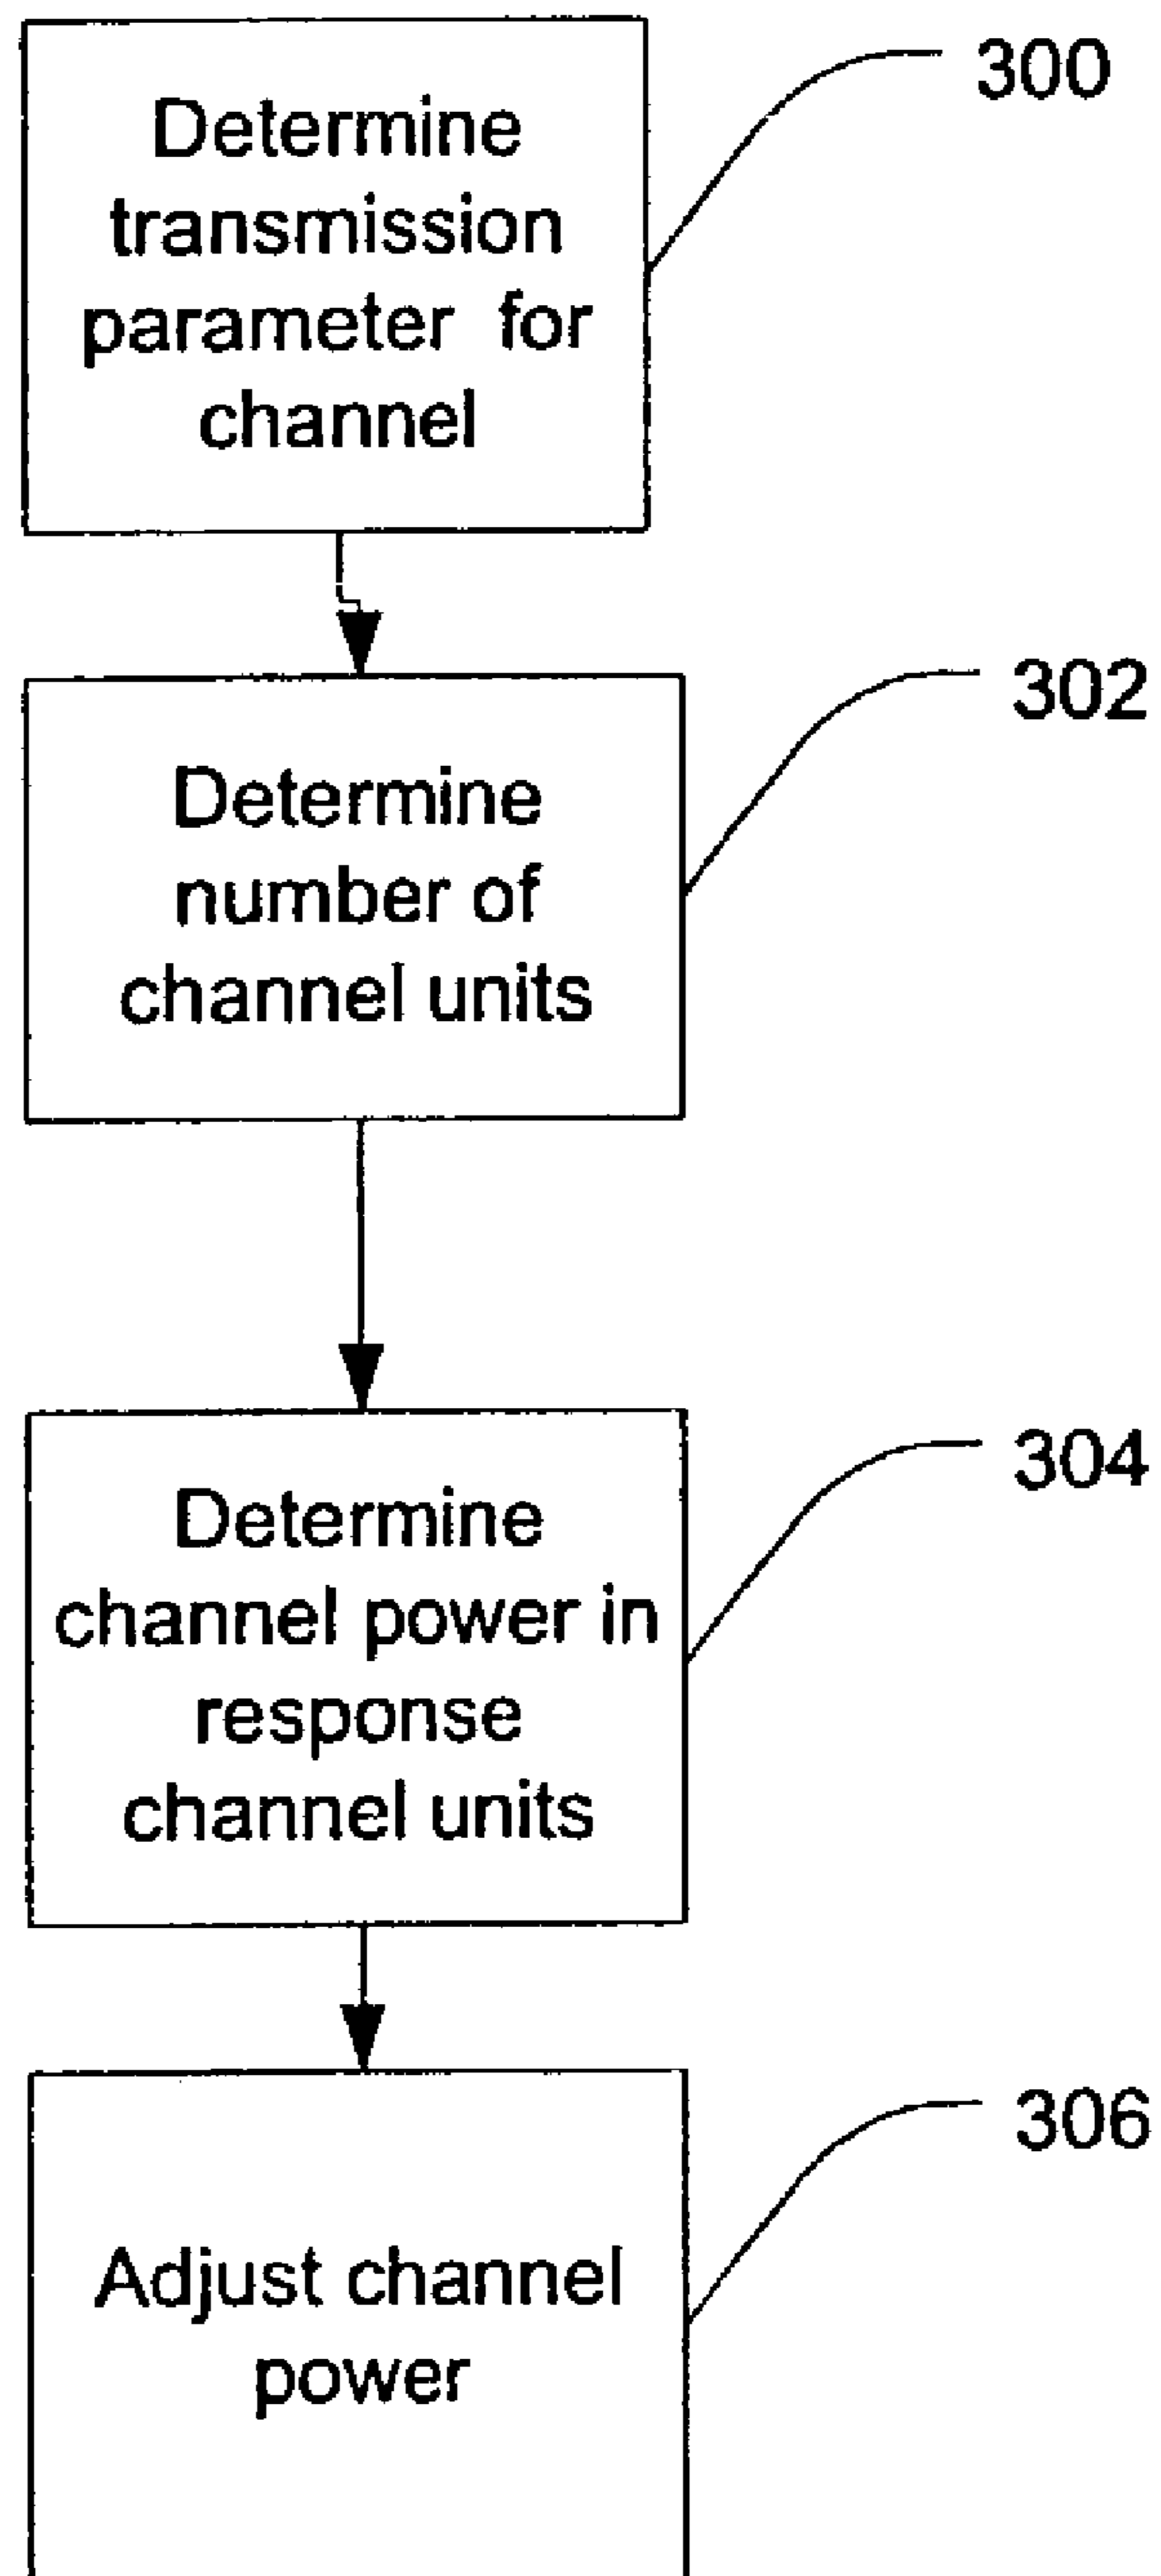 Determine
transmission
parameter for
channel
300
Determine
number of
channel units
302
Determine
channel power in
response
channel units
304
Adjust channel
power
306